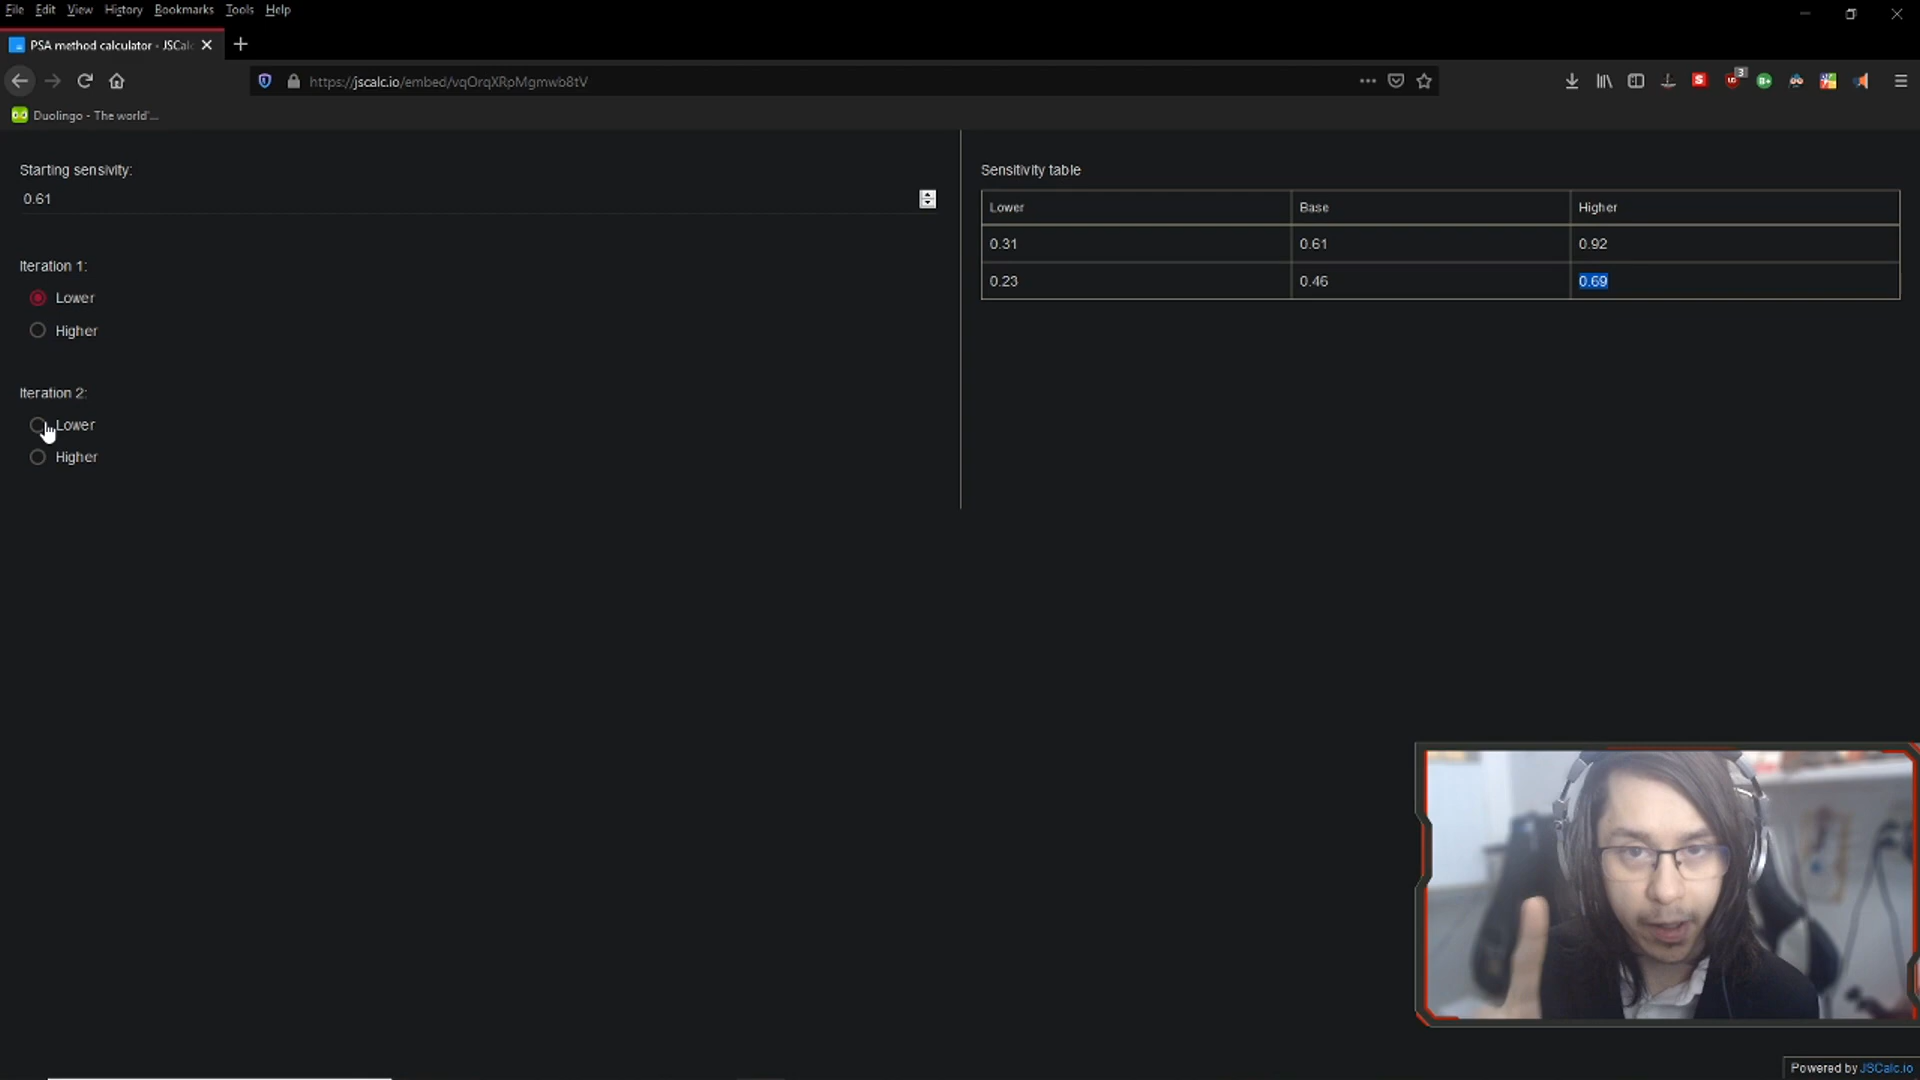 File Edit View History Bookmarks Tools Help
PSA method calculator - JSCalc
https://jscalc.io/embed/vqOrqXRpMgmwb8tV
3
Duolingo - The world'...
Starting sensivity:
0.61
Iteration 1:
Lower
Higher
Iteration 2:
Lower
Higher
Sensitivity table
Lower Base Higher
0.31 0.61 0.92
0.23 0.46 0.69
Powered by JSCalc.io